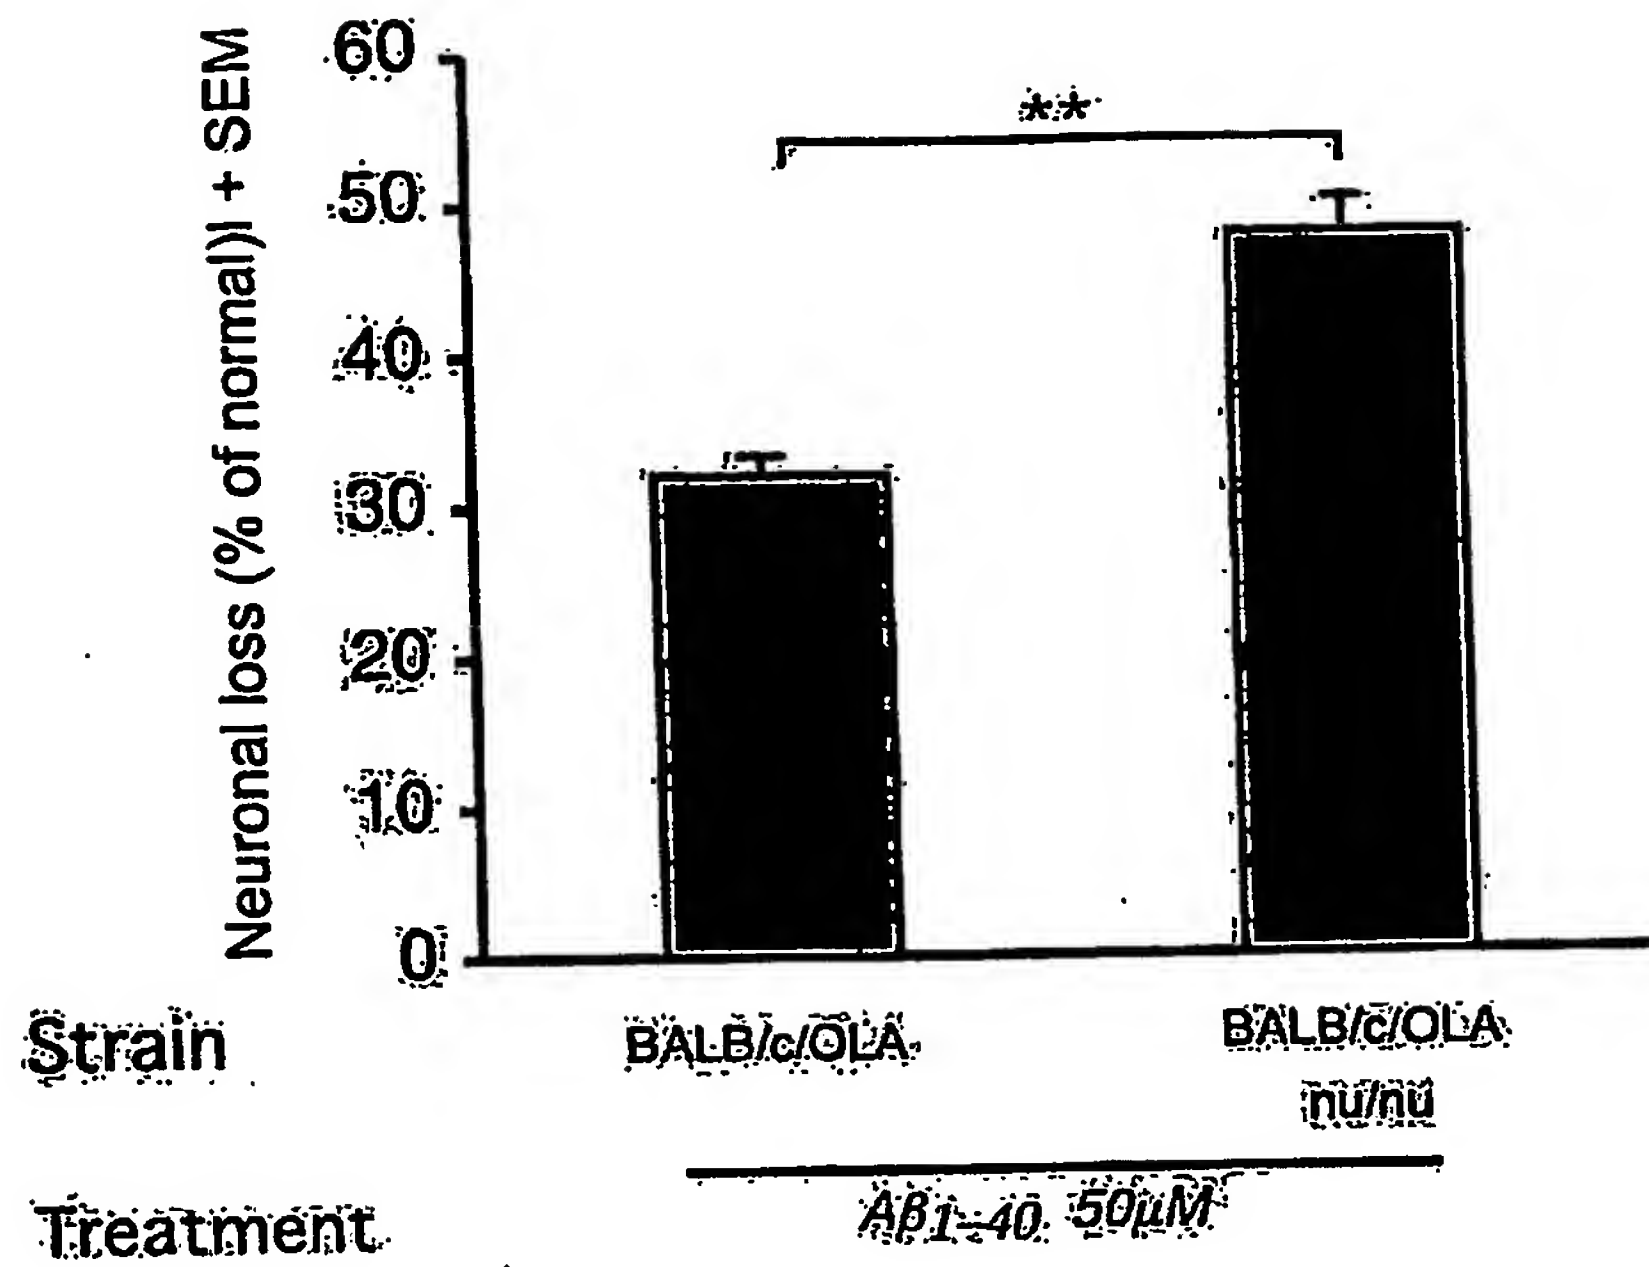 Neuronal loss (% of normal)l + SEM
60
50
40
30
20
10
0
**
Strain
BALB/c/OLA
BALB/c/OLA
nu/nu
Treatment
Aβ1-40 50μM